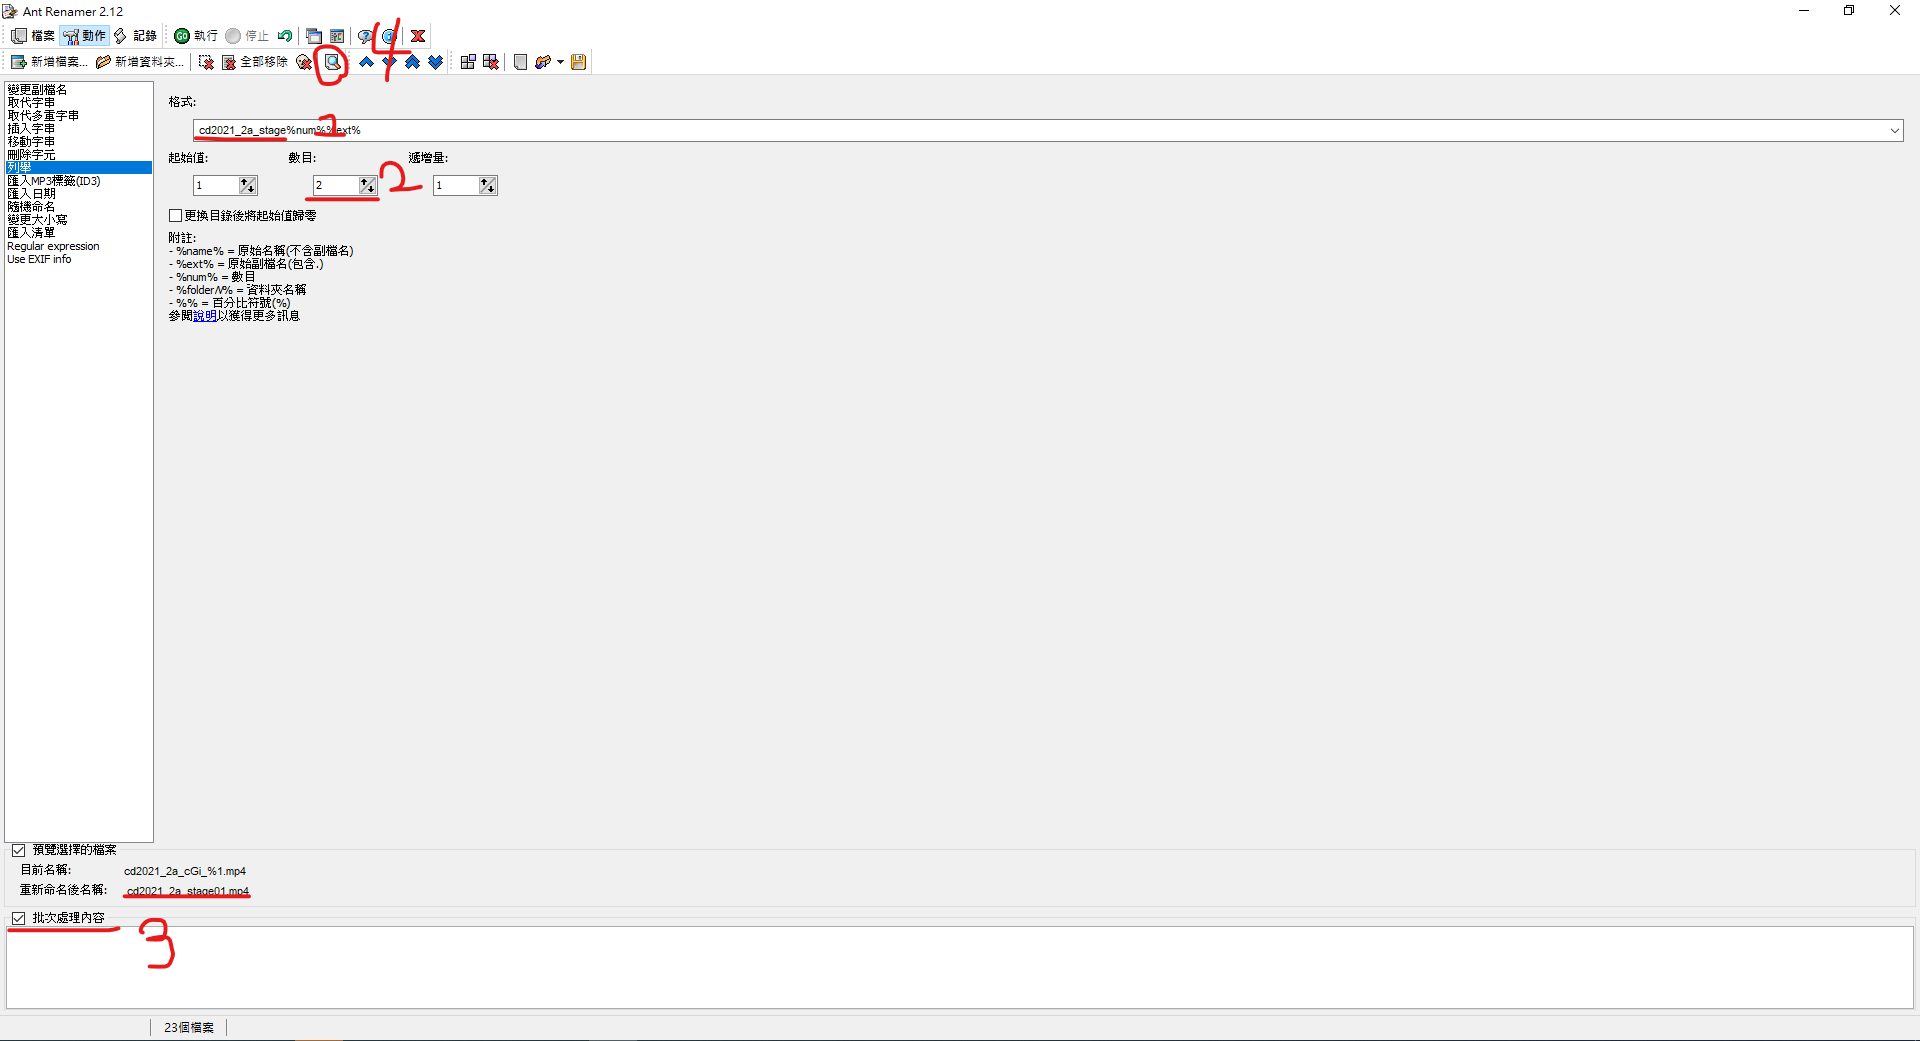 Ant Renamer 2.12
檔案 動作 記錄 Go 執行 停止
4
新增檔案... 新增資料夾... 全部移除
變更副檔名
取代字串
取代多重字串
插入字串
移動字串
刪除字元
列舉
匯入MP3標籤(ID3)
匯入日期
隨機命名
變更大小寫
匯入清單
Regular expression
Use EXIF info
格式:
cd2021_2a_stage%num%%ext%
1
起始值: 數目: 遞增量:
1 2 1
2
更換目錄後將起始值歸零
附註:
- %name% = 原始名稱(不含副檔名)
- %ext% = 原始副檔名(包含.)
- %num% = 數目
- %folder/\/% = 資料夾名稱
- %% = 百分比符號(%)
參閱說明以獲得更多訊息
預覽選擇的檔案
目前名稱: cd2021_2a_cGi_%1.mp4
重新命名後名稱: cd2021_2a_stage01.mp4
批次處理內容
3
23個檔案